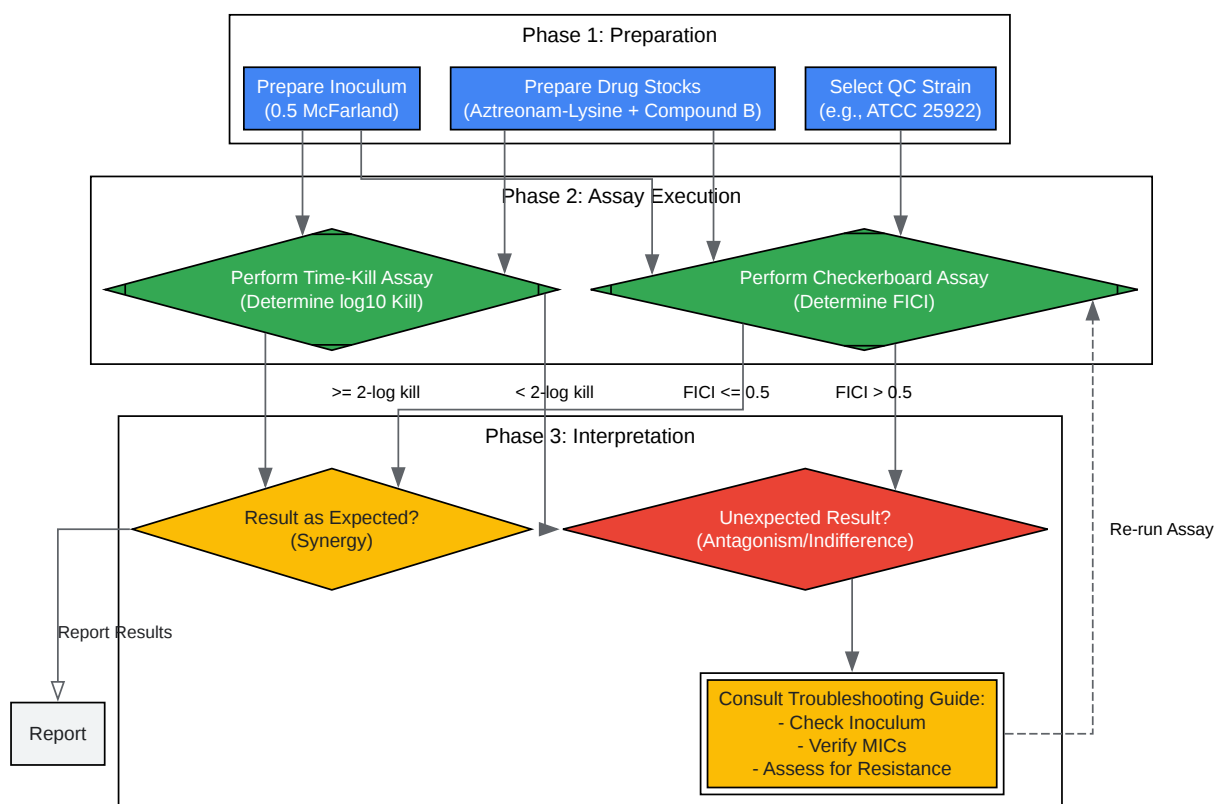 Phase 1: Preparation
Prepare Inoculum
(0.5 McFarland)
Prepare Drug Stocks
(Aztreonam-Lysine + Compound B)
Select QC Strain
(e.g., ATCC 25922)
Phase 2: Assay Execution
Perform Time-Kill Assay
(Determine log10 Kill)
Perform Checkerboard Assay
(Determine FICI)
>= 2-log kill
< 2-log kill
FICI <= 0.5
FICI > 0.5
Phase 3: Interpretation
Result as Expected?
(Synergy)
Unexpected Result?
(Antagonism/Indifference)
Re-run Assay
Report Results
Report
Consult Troubleshooting Guide:
- Check Inoculum
- Verify MICs
- Assess for Resistance